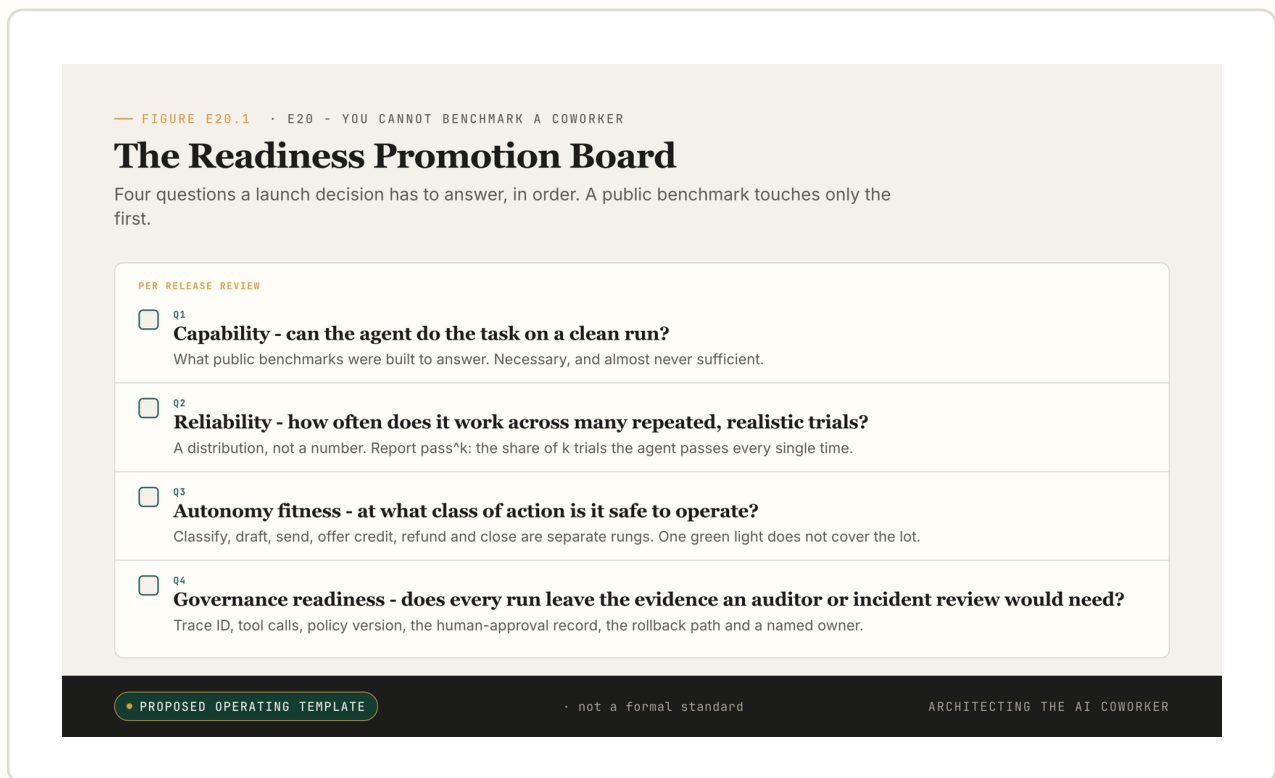 FIGURE E20.1 · E20 - YOU CANNOT BENCHMARK A COWORKER
The Readiness Promotion Board
Four questions a launch decision has to answer, in order. A public benchmark touches only the
first.
PER RELEASE REVIEW
Q1
Capability - can the agent do the task on a clean run?
What public benchmarks were built to answer. Necessary, and almost never sufficient.
Q2
Reliability - how often does it work across many repeated, realistic trials?
A distribution, not a number. Report pass^k: the share of k trials the agent passes every single time.
Q3
Autonomy fitness - at what class of action is it safe to operate?
Classify, draft, send, offer credit, refund and close are separate rungs. One green light does not cover the lot.
Q4
Governance readiness - does every run leave the evidence an auditor or incident review would need?
Trace ID, tool calls, policy version, the human-approval record, the rollback path and a named owner.
PROPOSED OPERATING TEMPLATE · not a formal standard ARCHITECTING THE AI COWORKER